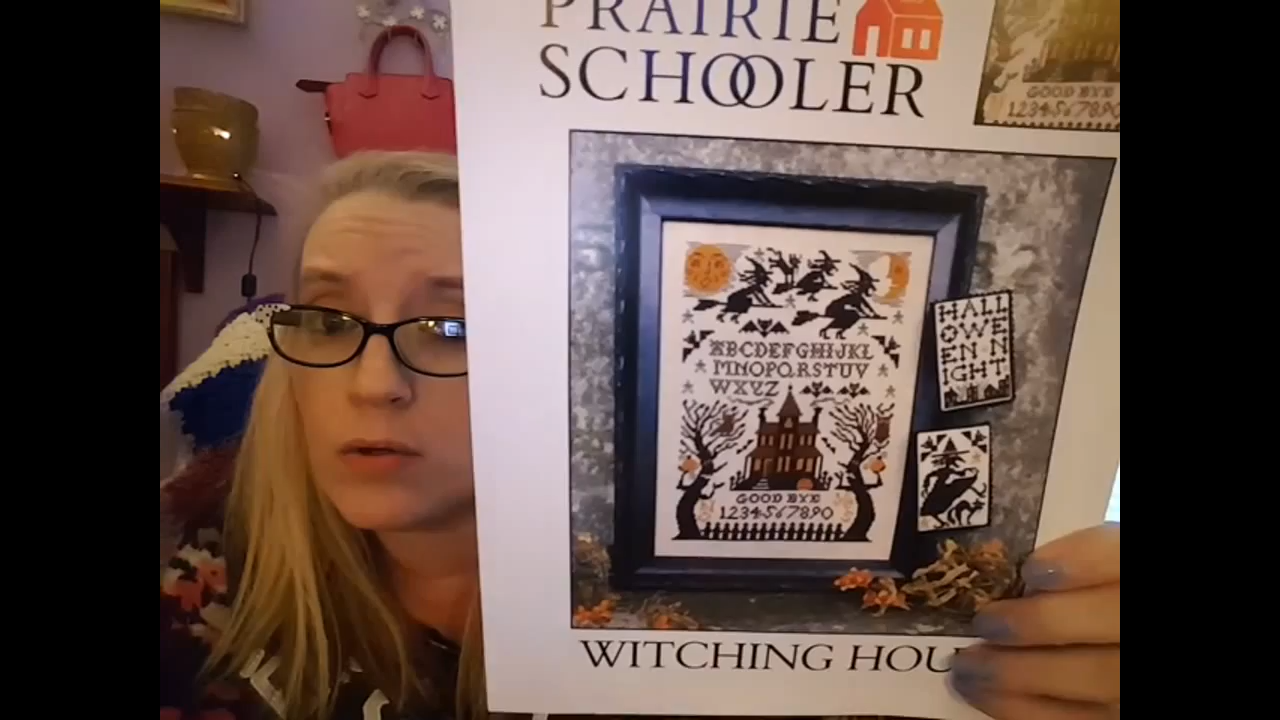 PRAIRIE
SCHOOLER
GOOD BYE
1234567890
ABCDEFGHIJKL
MNOPQRSTUV
WXYZ
GOOD BYE
1234567890
HALL
OWE
EN N
IGHT
WITCHING HOU